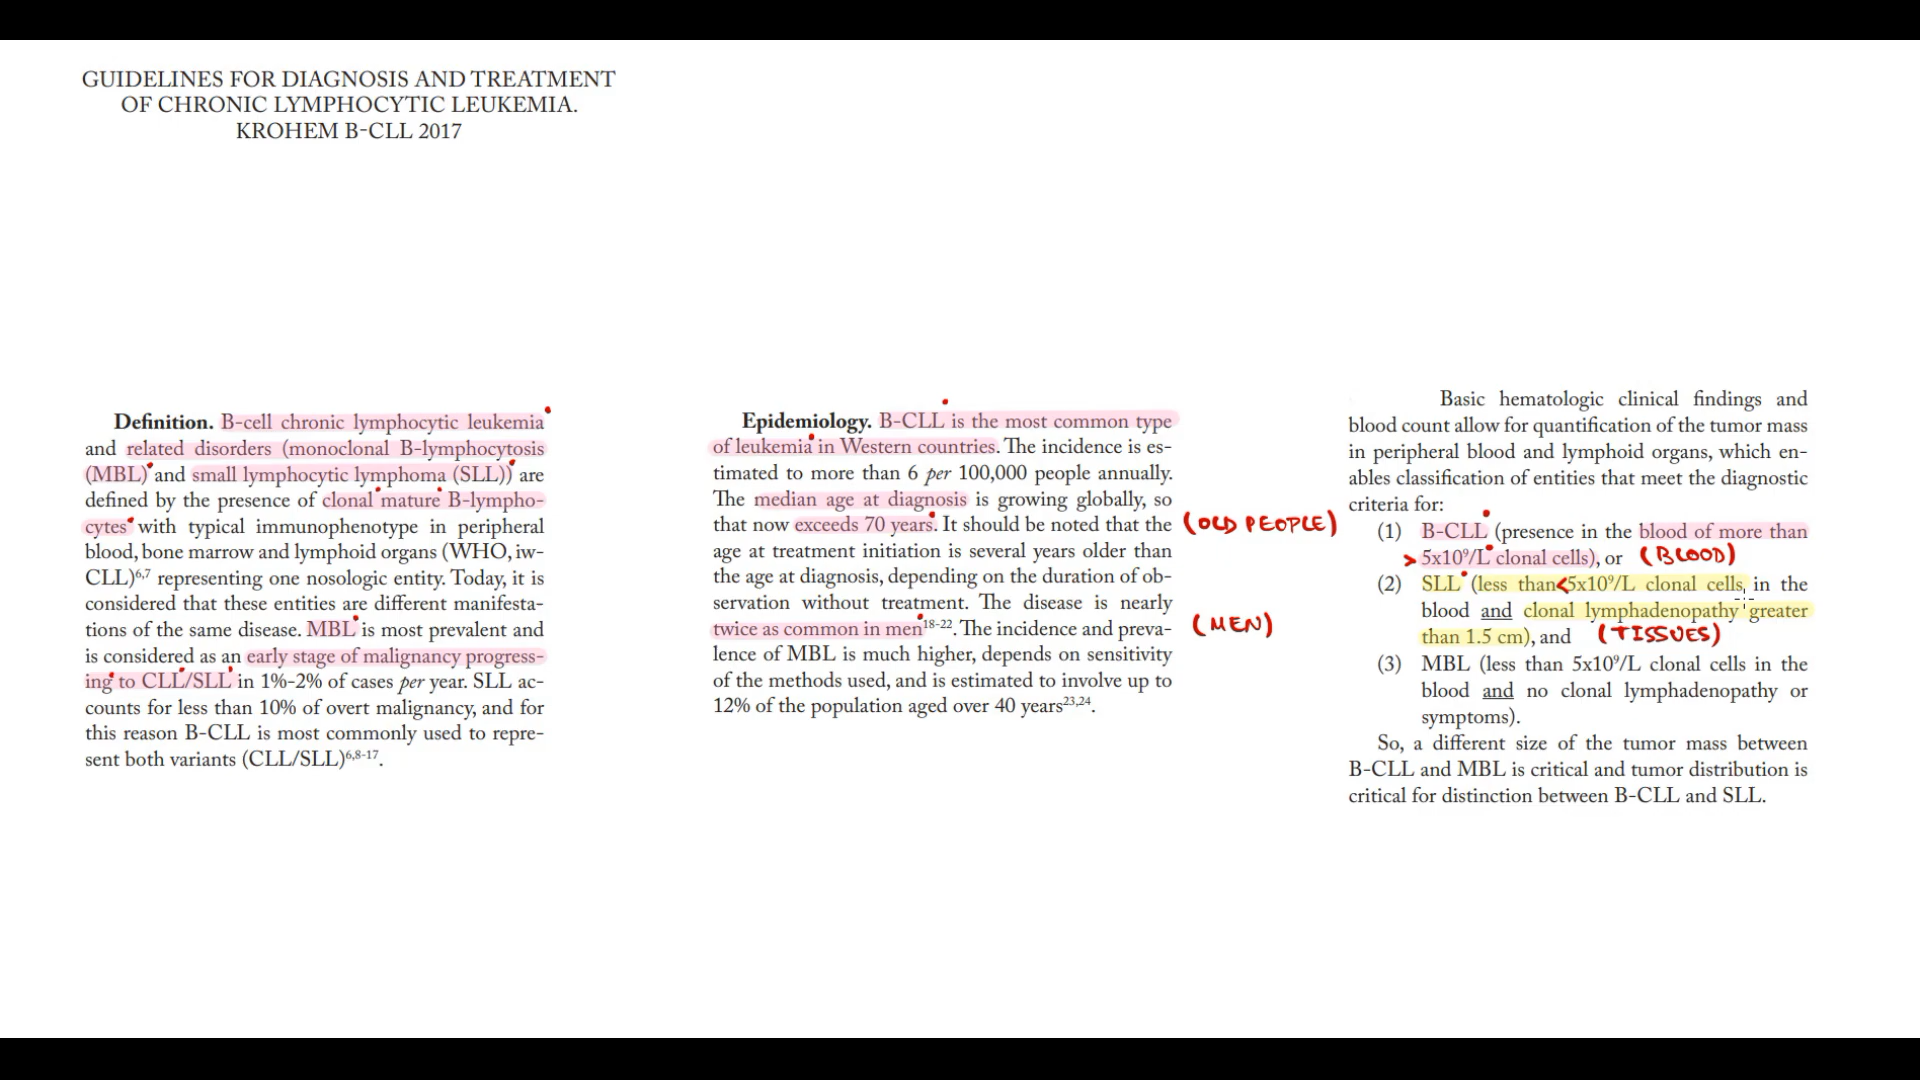 GUIDELINES FOR DIAGNOSIS AND TREATMENT
OF CHRONIC LYMPHOCYTIC LEUKEMIA.
KROHEM B-CLL 2017
Definition. B-cell chronic lymphocytic leukemia
and related disorders (monoclonal B-lymphocytosis
(MBL) and small lymphocytic lymphoma (SLL)) are
defined by the presence of clonal mature B-lympho-
cytes with typical immunophenotype in peripheral
blood, bone marrow and lymphoid organs (WHO, iw-
CLL)6,7 representing one nosologic entity. Today, it is
considered that these entities are different manifesta-
tions of the same disease. MBL is most prevalent and
is considered as an early stage of malignancy progress-
ing to CLL/SLL in 1%-2% of cases per year. SLL ac-
counts for less than 10% of overt malignancy, and for
this reason B-CLL is most commonly used to repre-
sent both variants (CLL/SLL)6,8-17.
Epidemiology. B-CLL is the most common type
of leukemia in Western countries. The incidence is es-
timated to more than 6 per 100,000 people annually.
The median age at diagnosis is growing globally, so
that now exceeds 70 years. It should be noted that the (OLD PEOPLE)
age at treatment initiation is several years older than
the age at diagnosis, depending on the duration of ob-
servation without treatment. The disease is nearly
twice as common in men18-22. The incidence and preva- (MEN)
lence of MBL is much higher, depends on sensitivity
of the methods used, and is estimated to involve up to
12% of the population aged over 40 years23,24.
Basic hematologic clinical findings and
blood count allow for quantification of the tumor mass
in peripheral blood and lymphoid organs, which en-
ables classification of entities that meet the diagnostic
criteria for:
(1) B-CLL (presence in the blood of more than
> 5x10⁹/L clonal cells), or (BLOOD)
(2) SLL (less than < 5x10⁹/L clonal cells, in the
blood and clonal lymphadenopathy greater
than 1.5 cm), and (TISSUES)
(3) MBL (less than 5x10⁹/L clonal cells in the
blood and no clonal lymphadenopathy or
symptoms).
So, a different size of the tumor mass between
B-CLL and MBL is critical and tumor distribution is
critical for distinction between B-CLL and SLL.